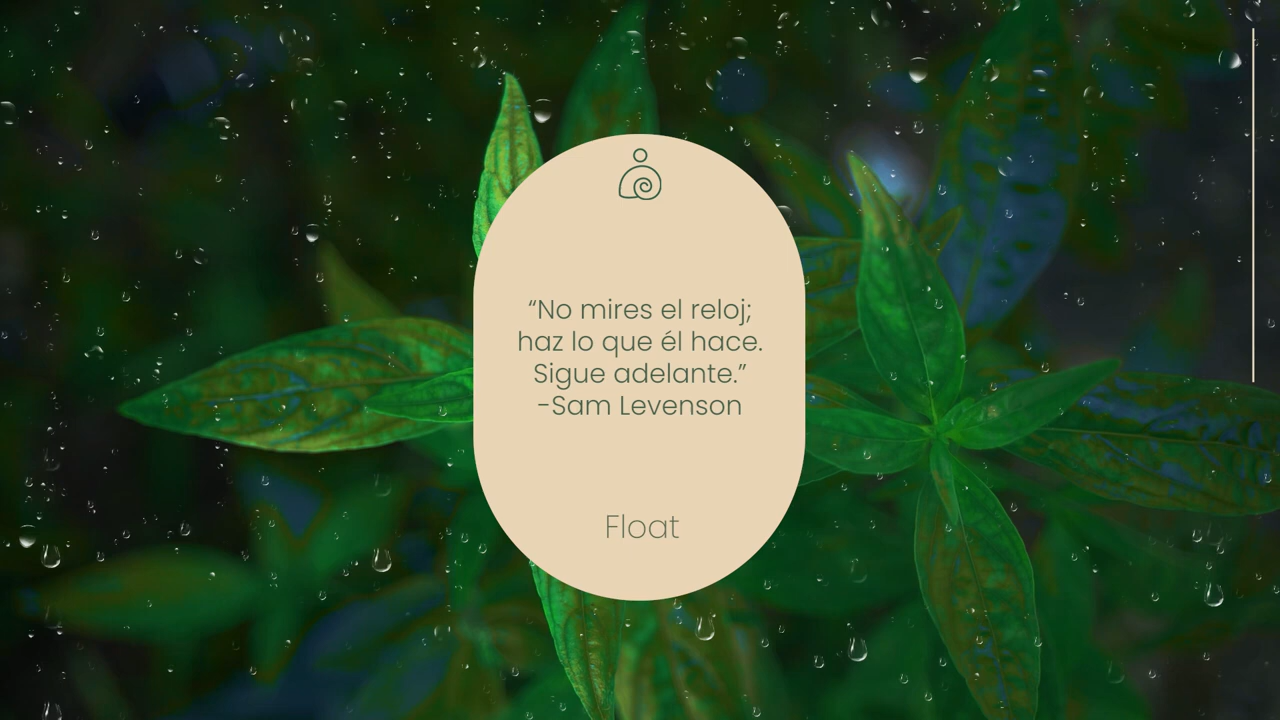 “No mires el reloj;
haz lo que él hace.
Sigue adelante.”
-Sam Levenson
Float